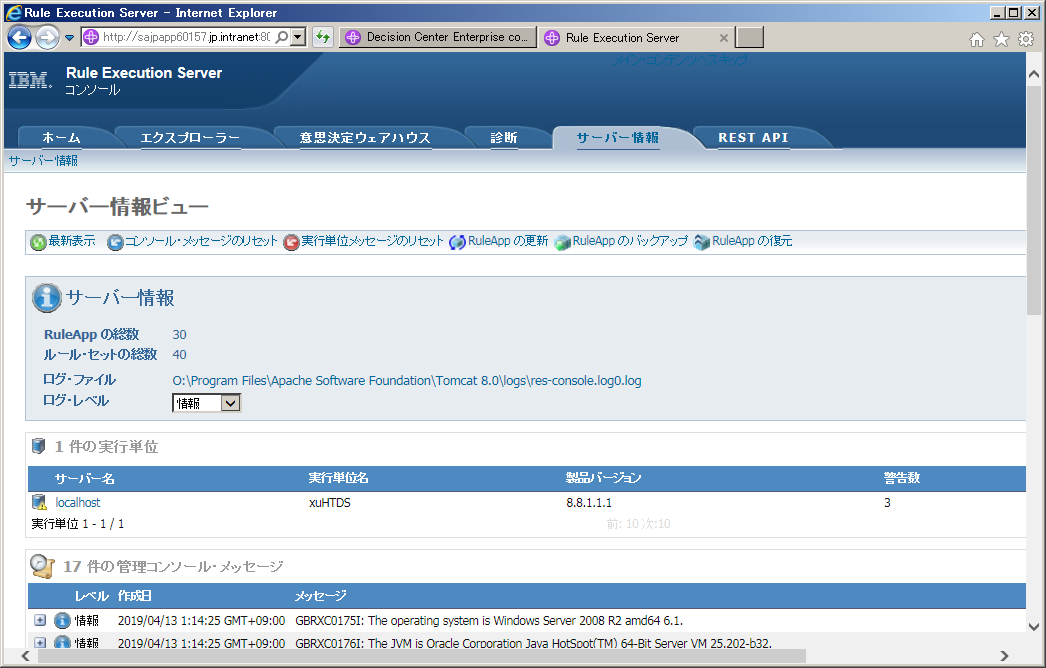 Rule Execution Server - Internet Explorer
http://sajpapp60157.jp.intranet:80 Decision Center Enterprise co... Rule Execution Server
IBM. Rule Execution Server
コンソール
メイン・コンテンツへスキップ
ホーム エクスプローラー 意思決定ウェアハウス 診断 サーバー情報 REST API
サーバー情報
サーバー情報ビュー
最新表示 コンソール・メッセージのリセット 実行単位メッセージのリセット RuleApp の更新 RuleApp のバックアップ RuleApp の復元
サーバー情報
RuleApp の総数 30
ルール・セットの総数 40
ログ・ファイル O:\Program Files\Apache Software Foundation\Tomcat 8.0\logs\res-console.log0.log
ログ・レベル 情報
1 件の実行単位
サーバー名 実行単位名 製品バージョン 警告数
localhost xuHTDS 8.8.1.1.1 3
実行単位 1 - 1 / 1 前: 10 次:10
17 件の管理コンソール・メッセージ
レベル 作成日 メッセージ
情報 2019/04/13 1:14:25 GMT+09:00 GBRXC0175I: The operating system is Windows Server 2008 R2 amd64 6.1.
情報 2019/04/13 1:14:25 GMT+09:00 GBRXC0176I: The JVM is Oracle Corporation Java HotSpot(TM) 64-Bit Server VM 25.202-b32.